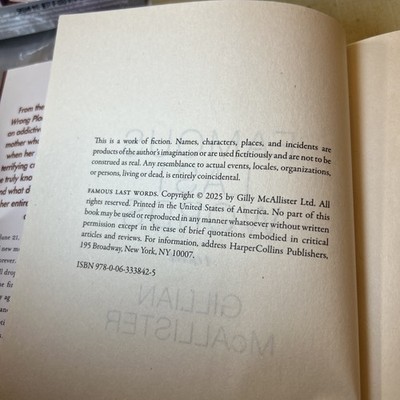 From the
Wrong Pla
an addictiv
mother who
when her
terrifying c
truly kno
nd what d
her entire
This is a work of fiction. Names, characters, places, and incidents are
products of the author's imagination or are used fictitiously and are not to be
construed as real. Any resemblance to actual events, locales, organizations,
or persons, living or dead, is entirely coincidental.
FAMOUS LAST WORDS. Copyright © 2025 by Gilly McAllister Ltd. All
rights reserved. Printed in the United States of America. No part of this
book may be used or reproduced in any manner whatsoever without written
permission except in the case of brief quotations embodied in critical
articles and reviews. For information, address HarperCollins Publishers,
195 Broadway, New York, NY 10007.
ISBN 978-0-06-333842-5
GILLIAN
McALLISTER